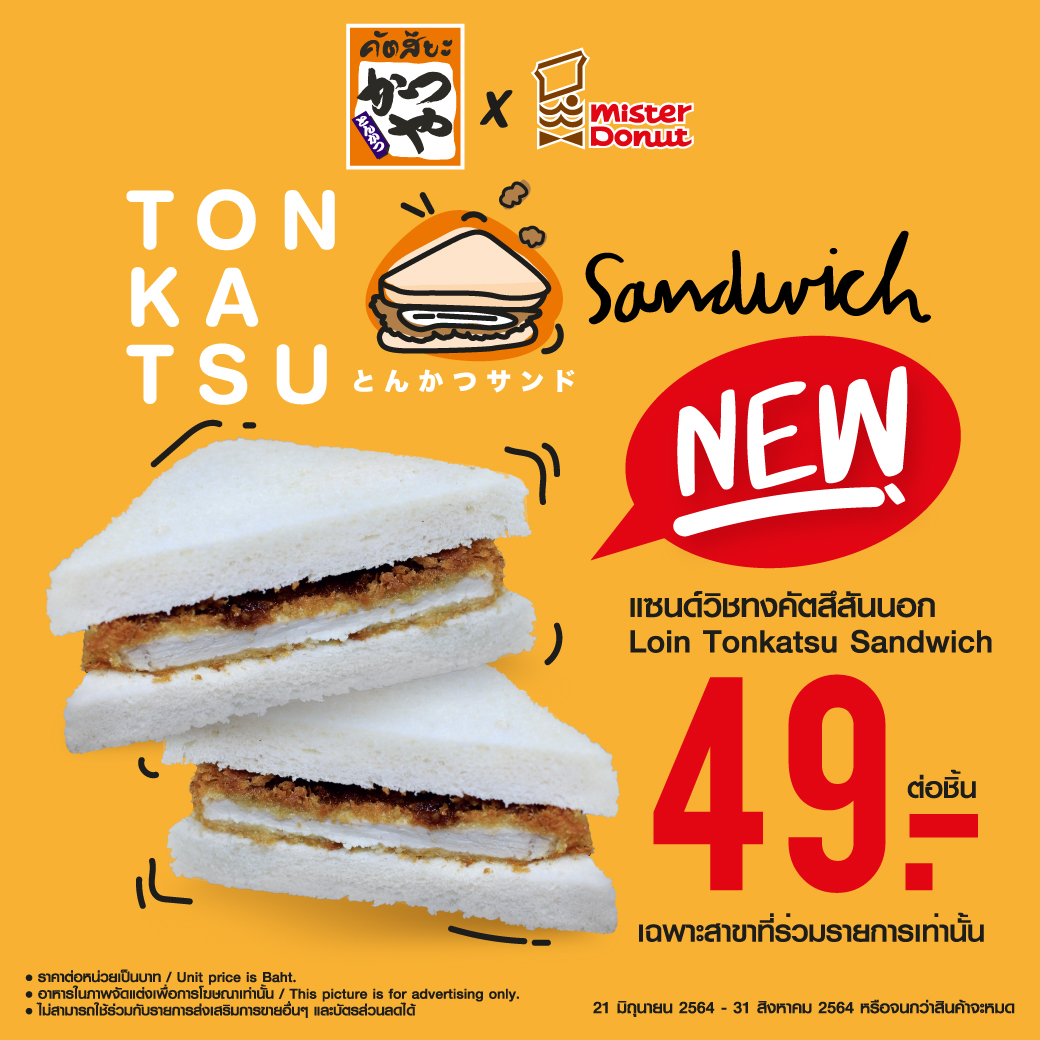 คัตสึยะ
かつや
とんかつ
x
mister
Donut
TON
KA
TSU
Sandwich
とんかつサンド
NEW
แซนด์วิชทงคัตสึสันนอก
Loin Tonkatsu Sandwich
49.-
ต่อชิ้น
เฉพาะสาขาที่ร่วมรายการเท่านั้น
• ราคาต่อหน่วยเป็นบาท / Unit price is Baht.
• อาหารในภาพจัดแต่งเพื่อการโฆษณาเท่านั้น / This picture is for advertising only.
• ไม่สามารถใช้ร่วมกับรายการส่งเสริมการขายอื่นๆ และบัตรส่วนลดได้
21 มิถุนายน 2564 - 31 สิงหาคม 2564 หรือจนกว่าสินค้าจะหมด